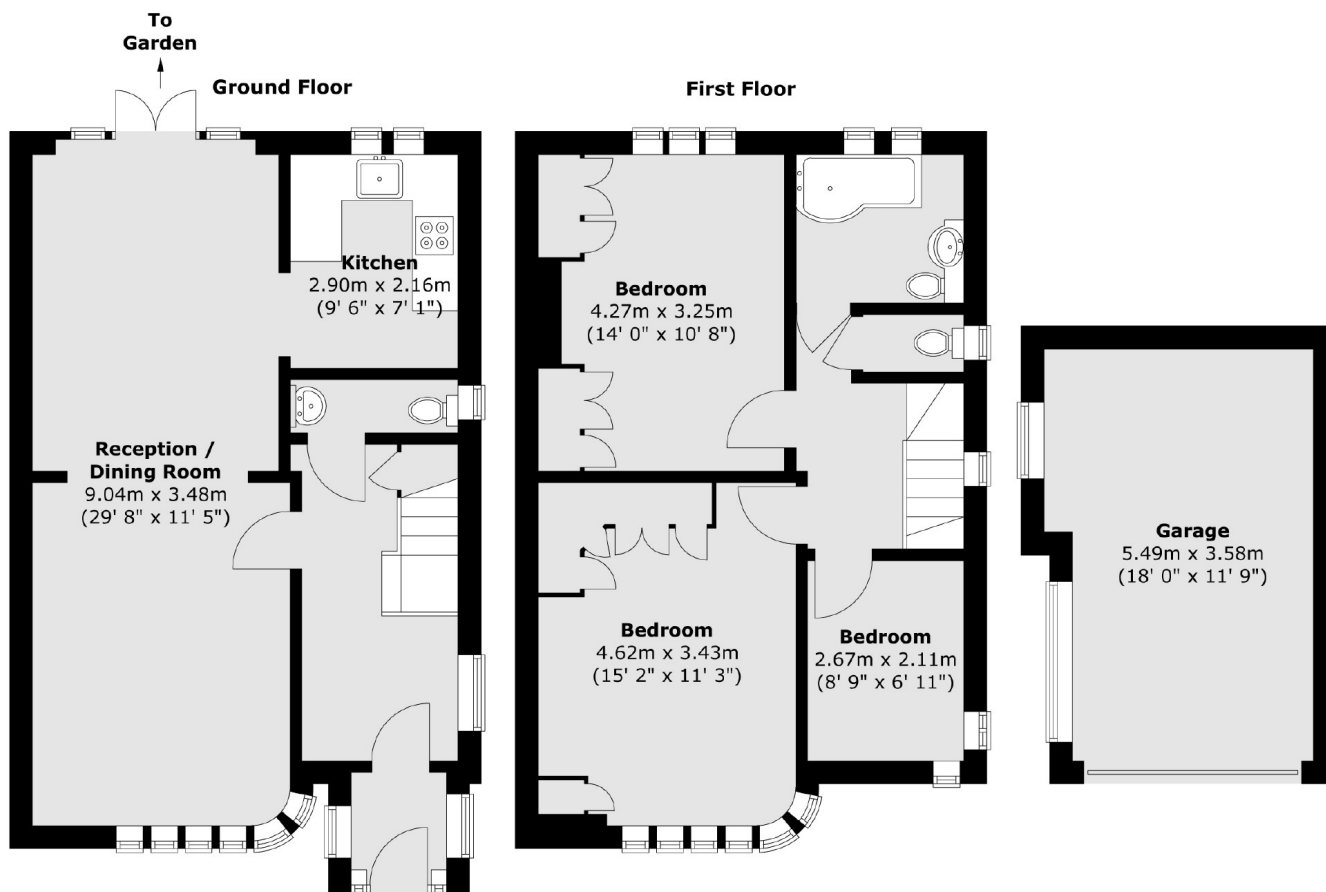 To
Garden
Ground Floor
First Floor
Kitchen
2.90m x 2.16m
(9' 6" x 7' 1")
Reception /
Dining Room
9.04m x 3.48m
(29' 8" x 11' 5")
Bedroom
4.27m x 3.25m
(14' 0" x 10' 8")
Bedroom
4.62m x 3.43m
(15' 2" x 11' 3")
Bedroom
2.67m x 2.11m
(8' 9" x 6' 11")
Garage
5.49m x 3.58m
(18' 0" x 11' 9")